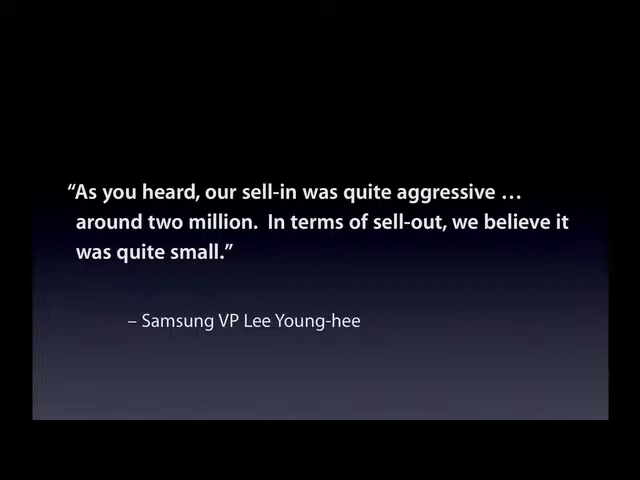 “As you heard, our sell-in was quite aggressive …
around two million.  In terms of sell-out, we believe it
was quite small.”
– Samsung VP Lee Young-hee